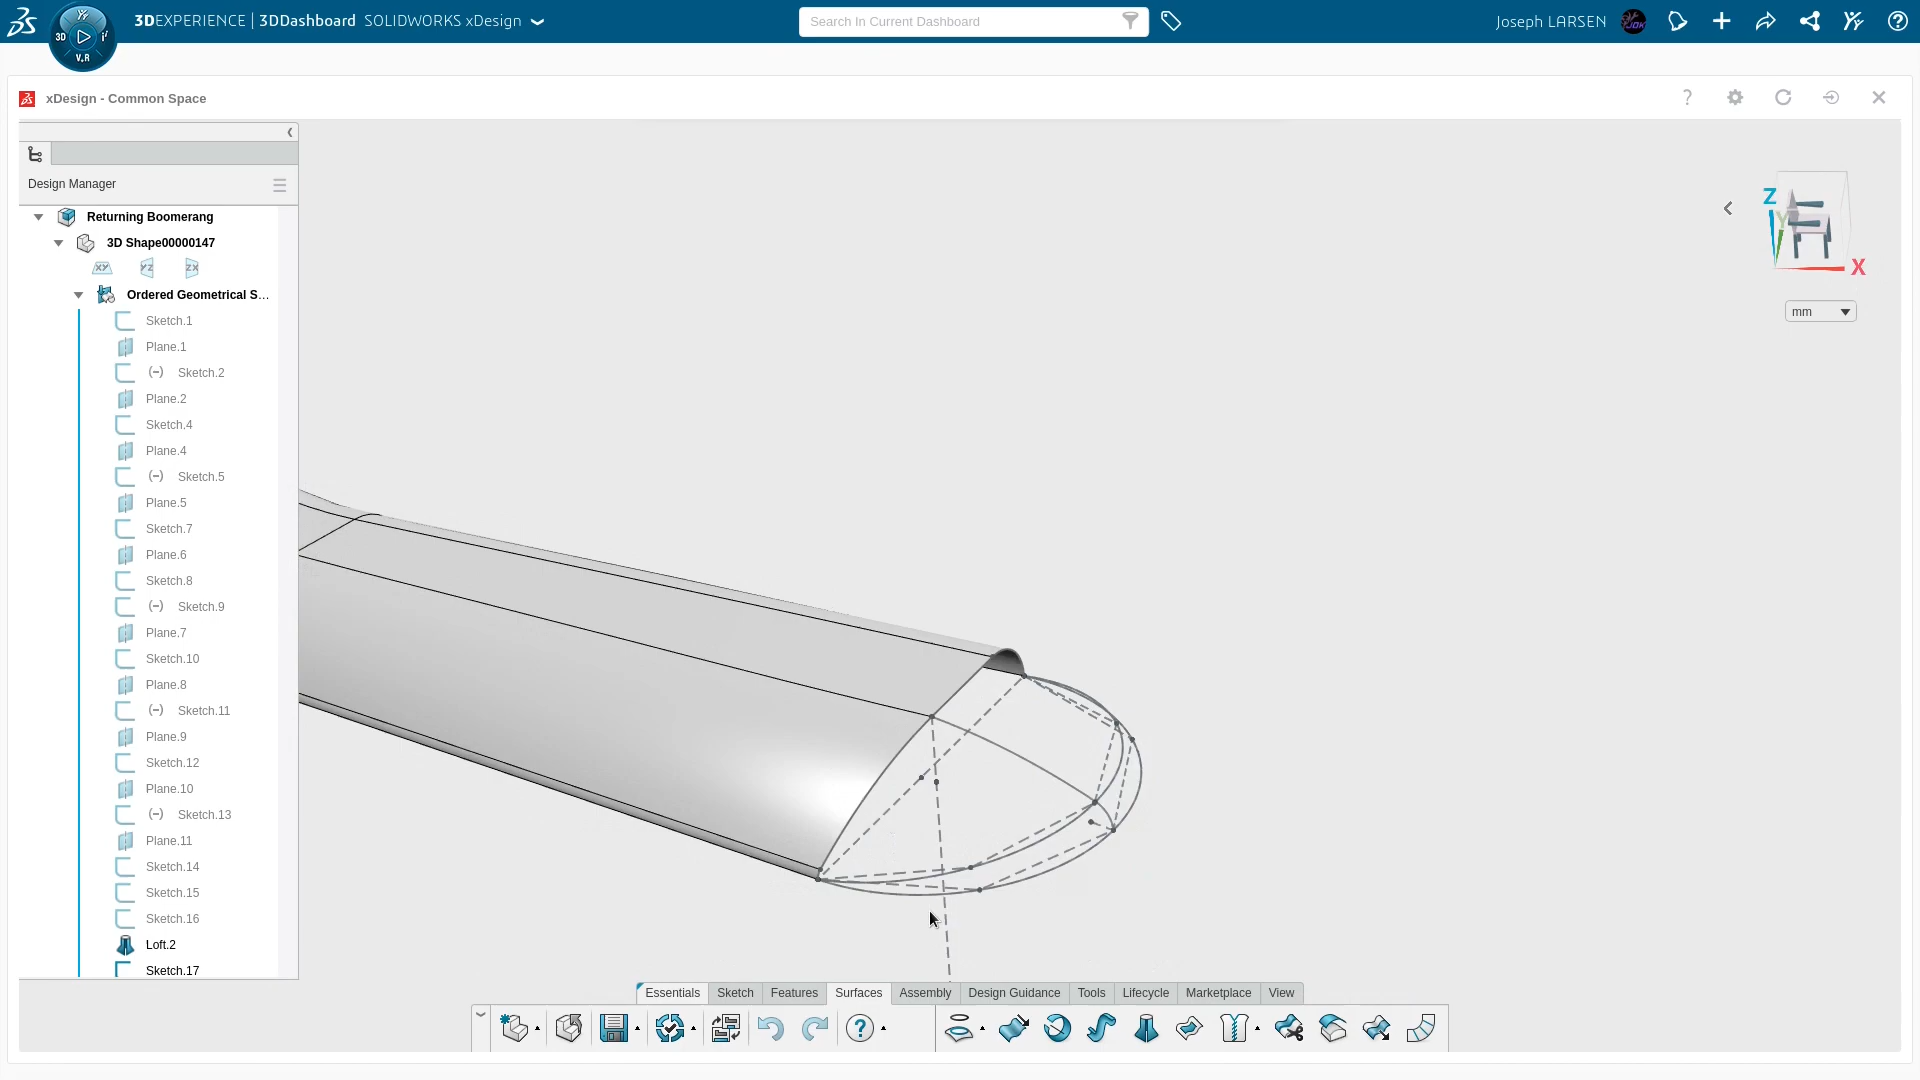 3DEXPERIENCE | 3DDashboard SOLIDWORKS xDesign
Search In Current Dashboard
Joseph LARSEN
3D
V.R
xDesign - Common Space
Design Manager
Returning Boomerang
3D Shape00000147
XY YZ ZX
Ordered Geometrical S...
Sketch.1
Plane.1
(-) Sketch.2
Plane.2
Sketch.4
Plane.4
(-) Sketch.5
Plane.5
Sketch.7
Plane.6
Sketch.8
(-) Sketch.9
Plane.7
Sketch.10
Plane.8
(-) Sketch.11
Plane.9
Sketch.12
Plane.10
(-) Sketch.13
Plane.11
Sketch.14
Sketch.15
Sketch.16
Loft.2
Sketch.17
Z
Y
X
mm
Essentials Sketch Features Surfaces Assembly Design Guidance Tools Lifecycle Marketplace View